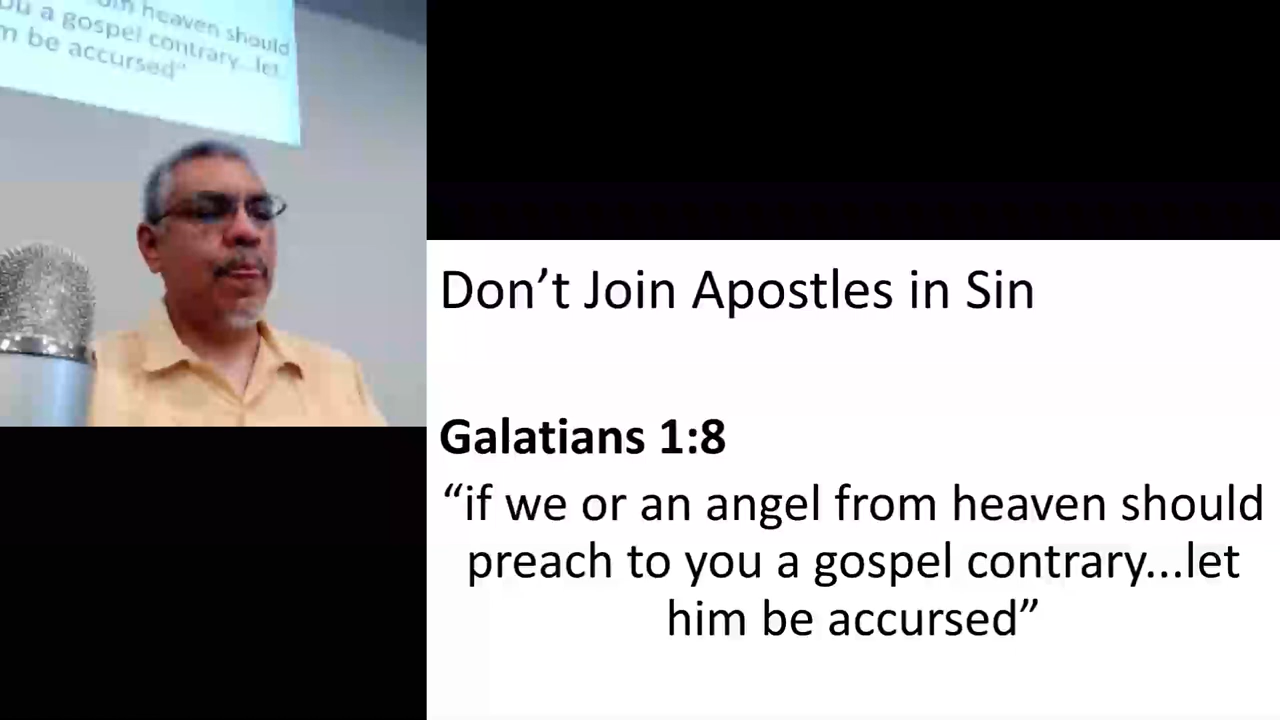 heaven should
a gospel contrary...let
be accursed”
Don’t Join Apostles in Sin
Galatians 1:8
“if we or an angel from heaven should
preach to you a gospel contrary...let
him be accursed”